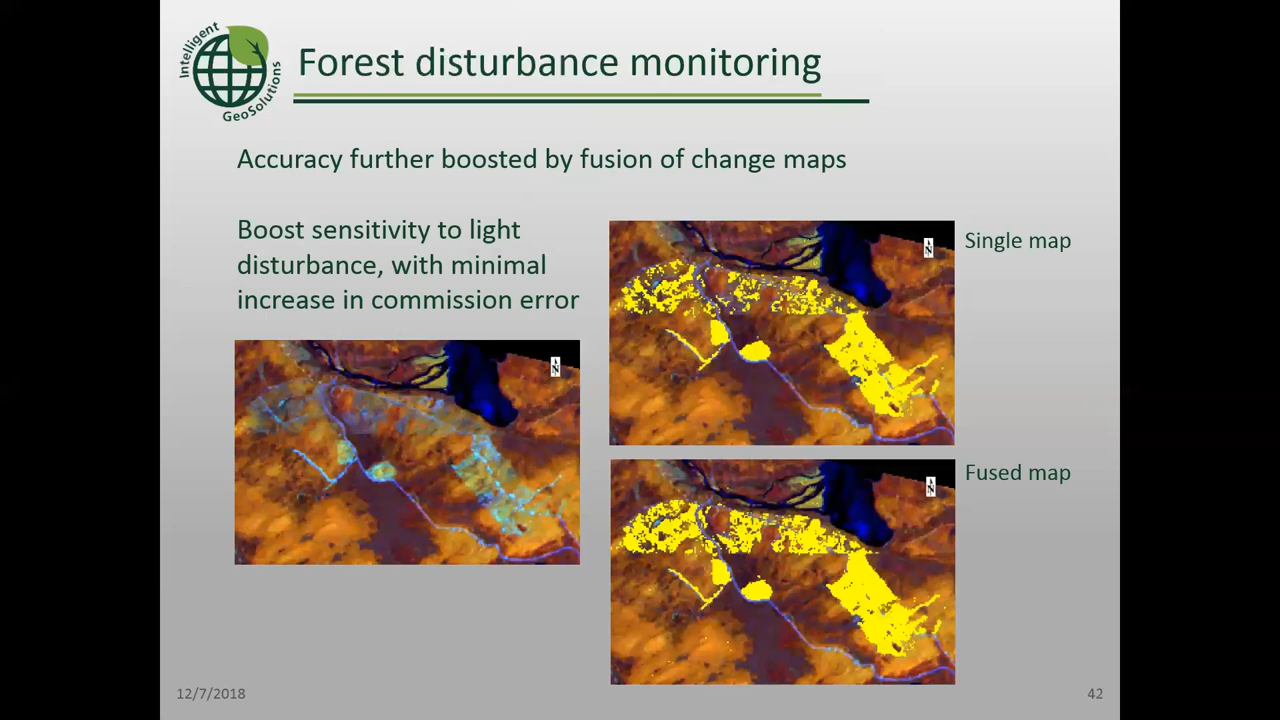 Intelligent
GeoSolutions
Forest disturbance monitoring
Accuracy further boosted by fusion of change maps
Boost sensitivity to light
disturbance, with minimal
increase in commission error
N
N
Single map
N
Fused map
12/7/2018
42